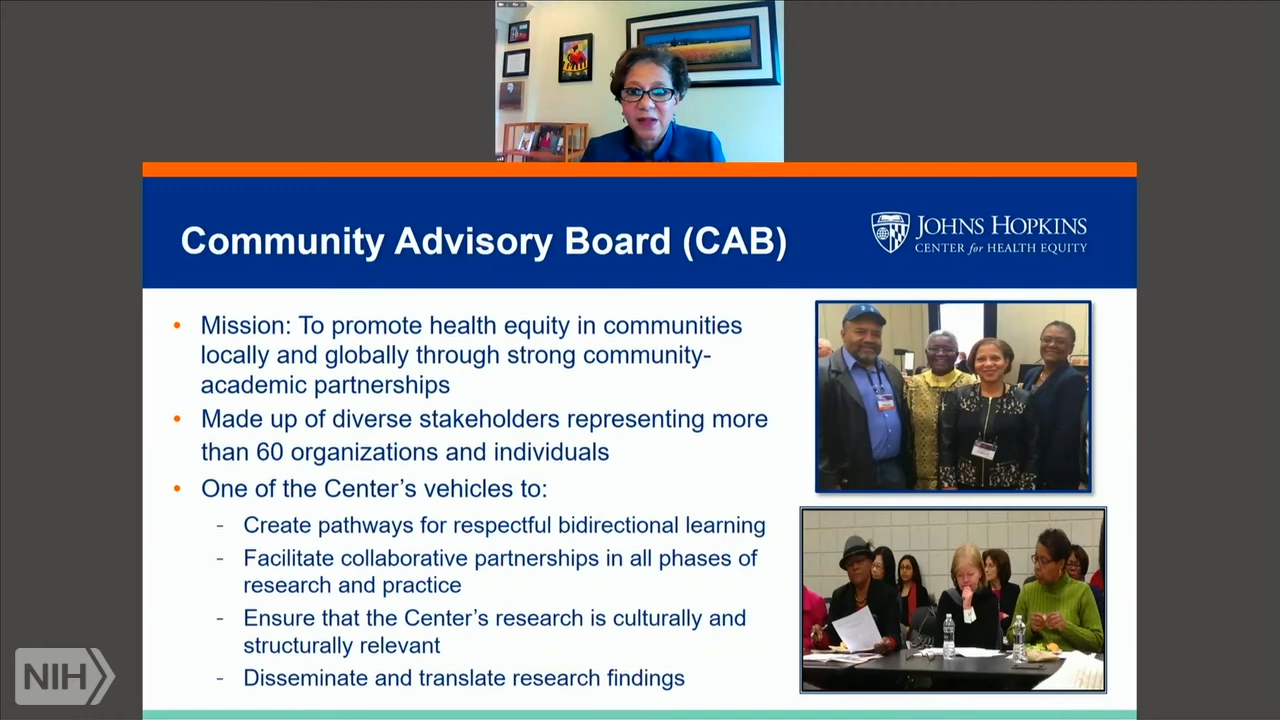 Community Advisory Board (CAB)
JOHNS HOPKINS
CENTER for HEALTH EQUITY
• Mission: To promote health equity in communities
locally and globally through strong community-
academic partnerships
• Made up of diverse stakeholders representing more
than 60 organizations and individuals
• One of the Center’s vehicles to:
- Create pathways for respectful bidirectional learning
- Facilitate collaborative partnerships in all phases of
research and practice
- Ensure that the Center’s research is culturally and
structurally relevant
- Disseminate and translate research findings
NIH